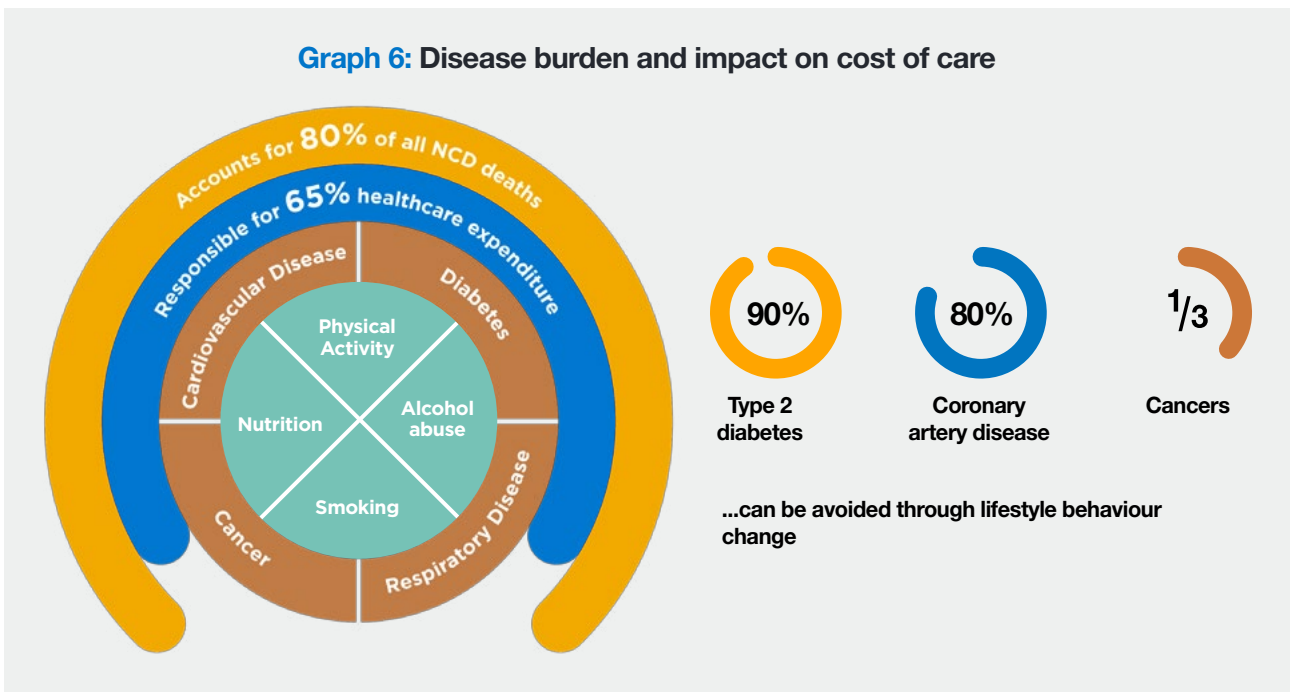 Graph 6: Disease burden and impact on cost of care
Accounts for 80% of all NCD deaths
Responsible for 65% healthcare expenditure
Cardiovascular Disease
Diabetes
Physical
Activity
Nutrition
Alcohol
abuse
Smoking
Cancer
Respiratory Disease
90%
Type 2
diabetes
80%
Coronary
artery disease
1/3
Cancers
...can be avoided through lifestyle behaviour
change